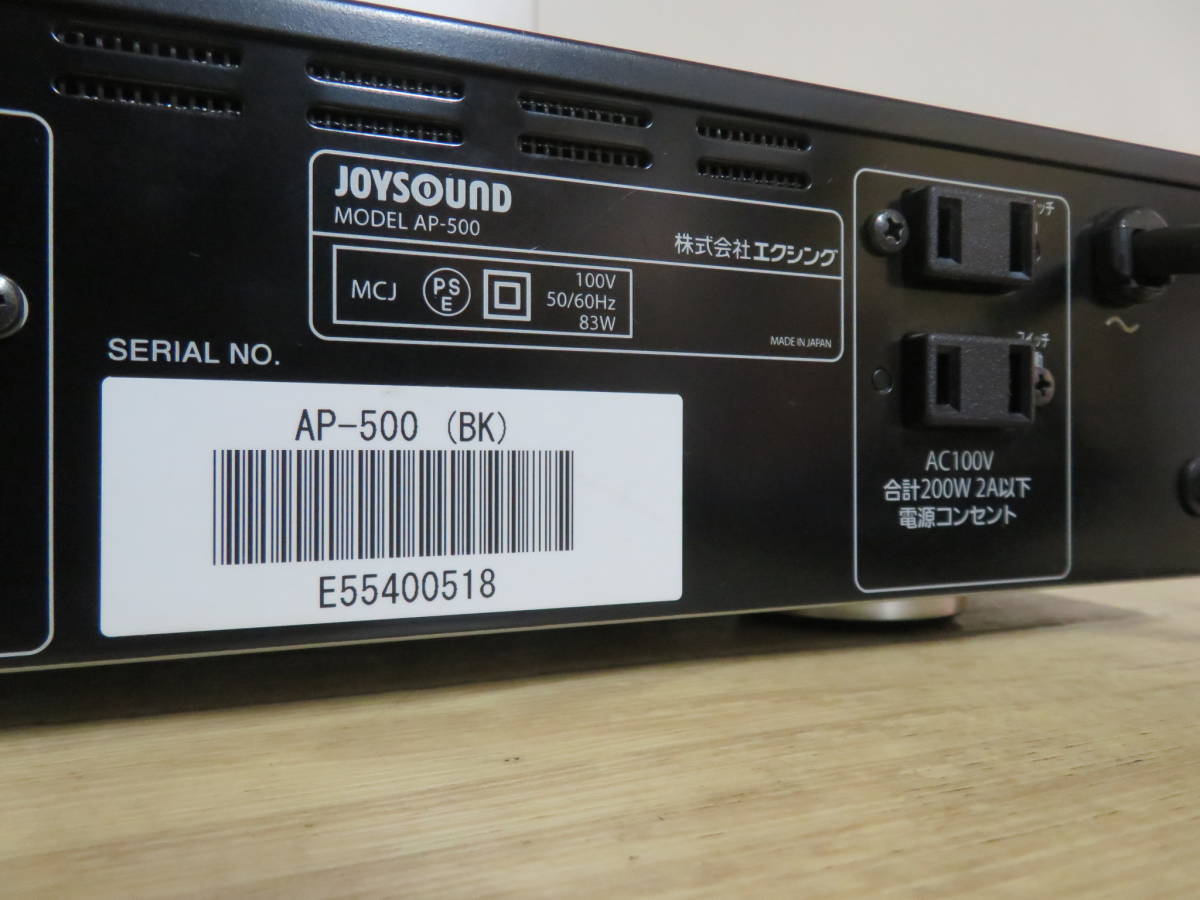 JOYSOUND
MODEL AP-500
株式会社エクシング
MCJ
PS
E
100V
50/60Hz
83W
MADE IN JAPAN
SERIAL NO.
AP-500 (BK)
E55400518
AC100V
合計200W 2A以下
電源コンセント